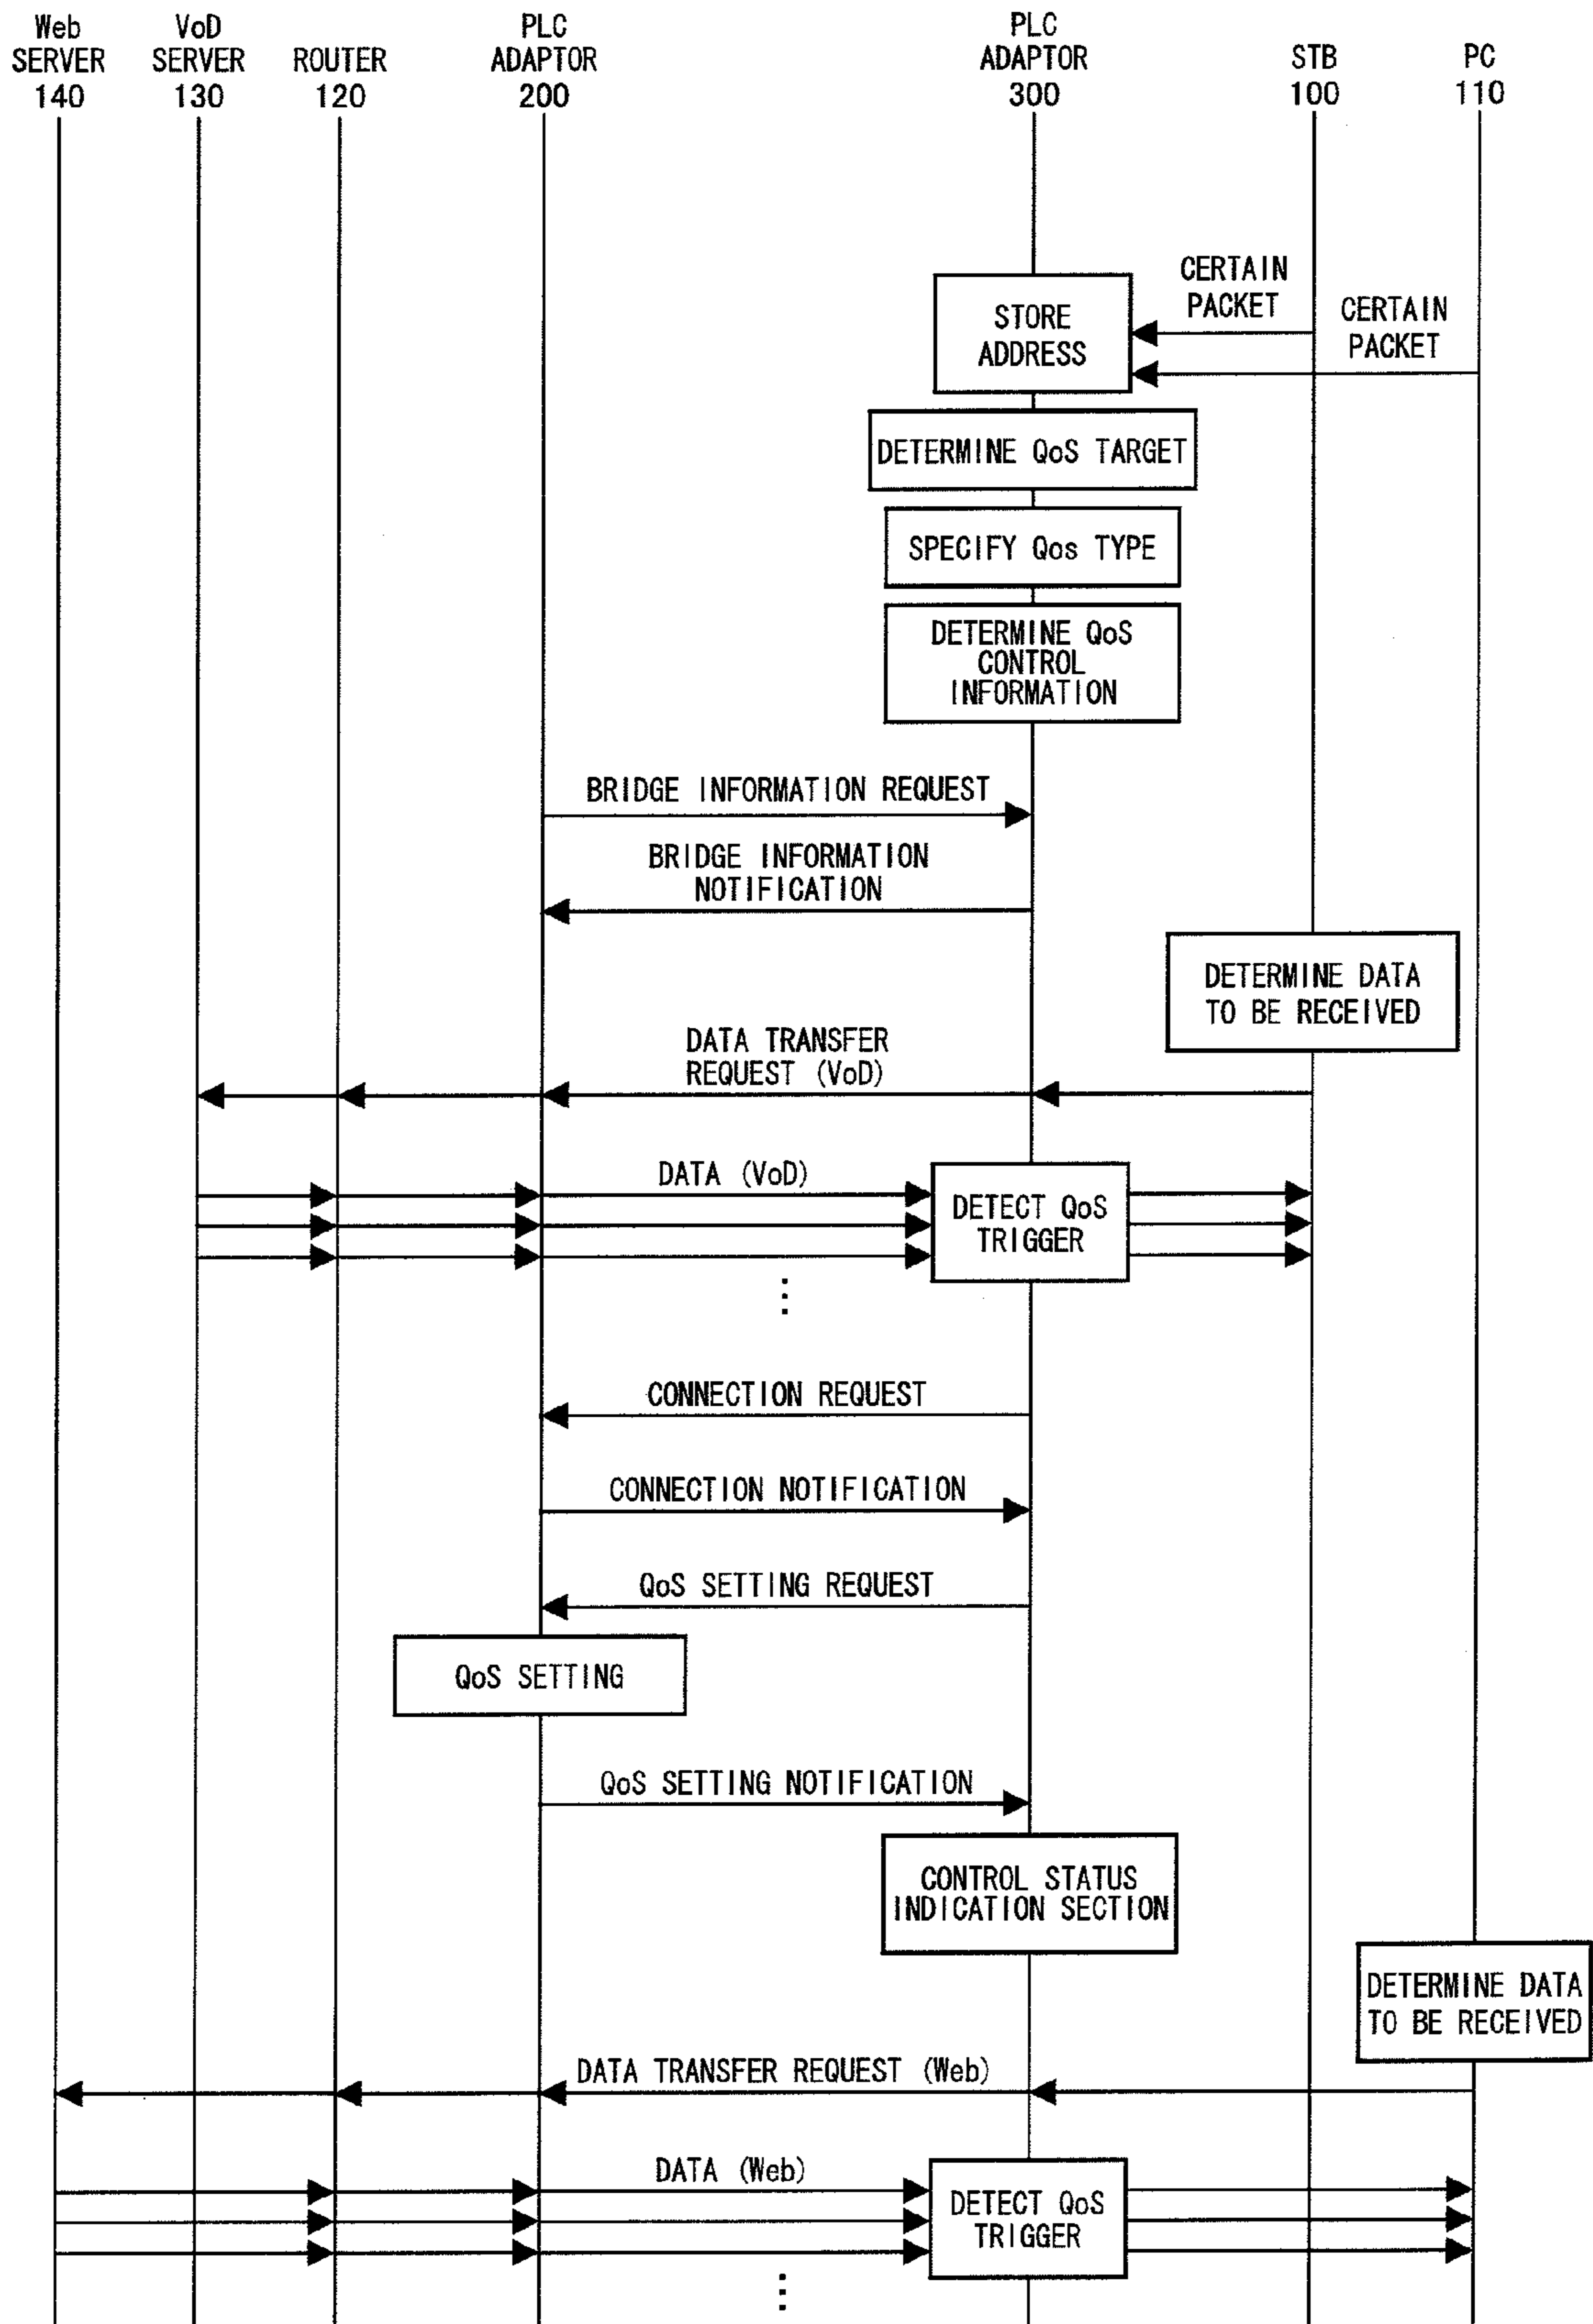 Web
SERVER
140
VoD
SERVER
130
ROUTER
120
PLC
ADAPTOR
200
PLC
ADAPTOR
300
STB
100
PC
110
CERTAIN
PACKET
CERTAIN
PACKET
STORE
ADDRESS
DETERMINE QoS TARGET
SPECIFY Qos TYPE
DETERMINE QoS
CONTROL
INFORMATION
BRIDGE INFORMATION REQUEST
BRIDGE INFORMATION
NOTIFICATION
DETERMINE DATA
TO BE RECEIVED
DATA TRANSFER
REQUEST (VoD)
DATA (VoD)
DETECT QoS
TRIGGER
CONNECTION REQUEST
CONNECTION NOTIFICATION
QoS SETTING REQUEST
QoS SETTING
QoS SETTING NOTIFICATION
CONTROL STATUS
INDICATION SECTION
DETERMINE DATA
TO BE RECEIVED
DATA TRANSFER REQUEST (Web)
DATA (Web)
DETECT QoS
TRIGGER